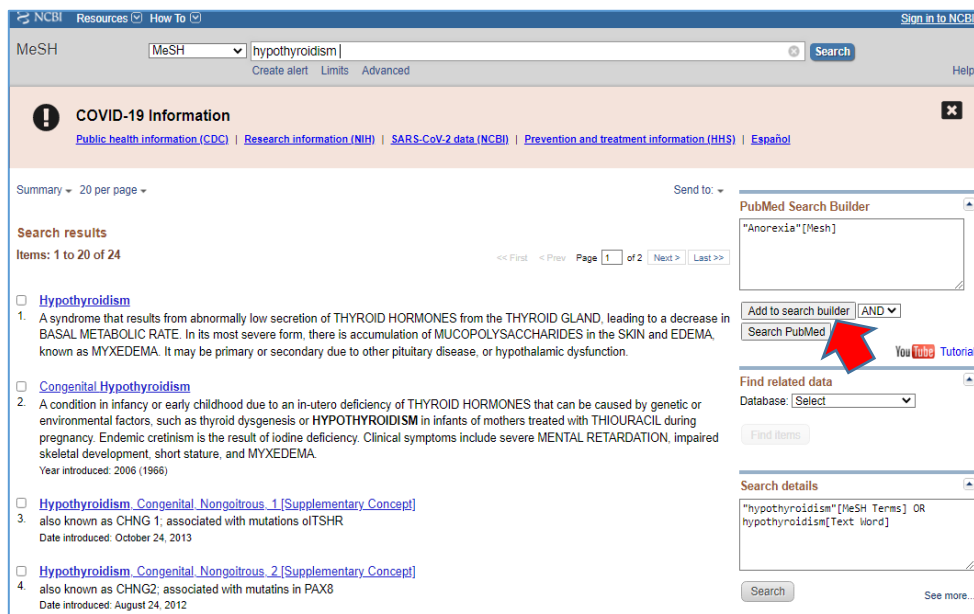 NCBI Resources How To Sign in to NCBI
MeSH MeSH hypothyroidism Search
Create alert Limits Advanced Help
COVID-19 Information
Public health information (CDC) | Research information (NIH) | SARS-CoV-2 data (NCBI) | Prevention and treatment information (HHS) | Español
Summary 20 per page Send to:
Search results
Items: 1 to 20 of 24
<< First < Prev Page 1 of 2 Next > Last >>
Hypothyroidism
1. A syndrome that results from abnormally low secretion of THYROID HORMONES from the THYROID GLAND, leading to a decrease in
BASAL METABOLIC RATE. In its most severe form, there is accumulation of MUCOPOLYSACCHARIDES in the SKIN and EDEMA,
known as MYXEDEMA. It may be primary or secondary due to other pituitary disease, or hypothalamic dysfunction.
Congenital Hypothyroidism
2. A condition in infancy or early childhood due to an in-utero deficiency of THYROID HORMONES that can be caused by genetic or
environmental factors, such as thyroid dysgenesis or HYPOTHYROIDISM in infants of mothers treated with THIOURACIL during
pregnancy. Endemic cretinism is the result of iodine deficiency. Clinical symptoms include severe MENTAL RETARDATION, impaired
skeletal development, short stature, and MYXEDEMA.
Year introduced: 2006 (1966)
Hypothyroidism, Congenital, Nongoitrous, 1 [Supplementary Concept]
3. also known as CHNG 1; associated with mutations oITSHR
Date introduced: October 24, 2013
Hypothyroidism, Congenital, Nongoitrous, 2 [Supplementary Concept]
4. also known as CHNG2; associated with mutatins in PAX8
Date introduced: August 24, 2012
PubMed Search Builder
"Anorexia"[Mesh]
Add to search builder AND
Search PubMed
You Tube Tutorial
Find related data
Database: Select
Find items
Search details
"hypothyroidism"[MeSH Terms] OR
hypothyroidism[Text Word]
Search See more...